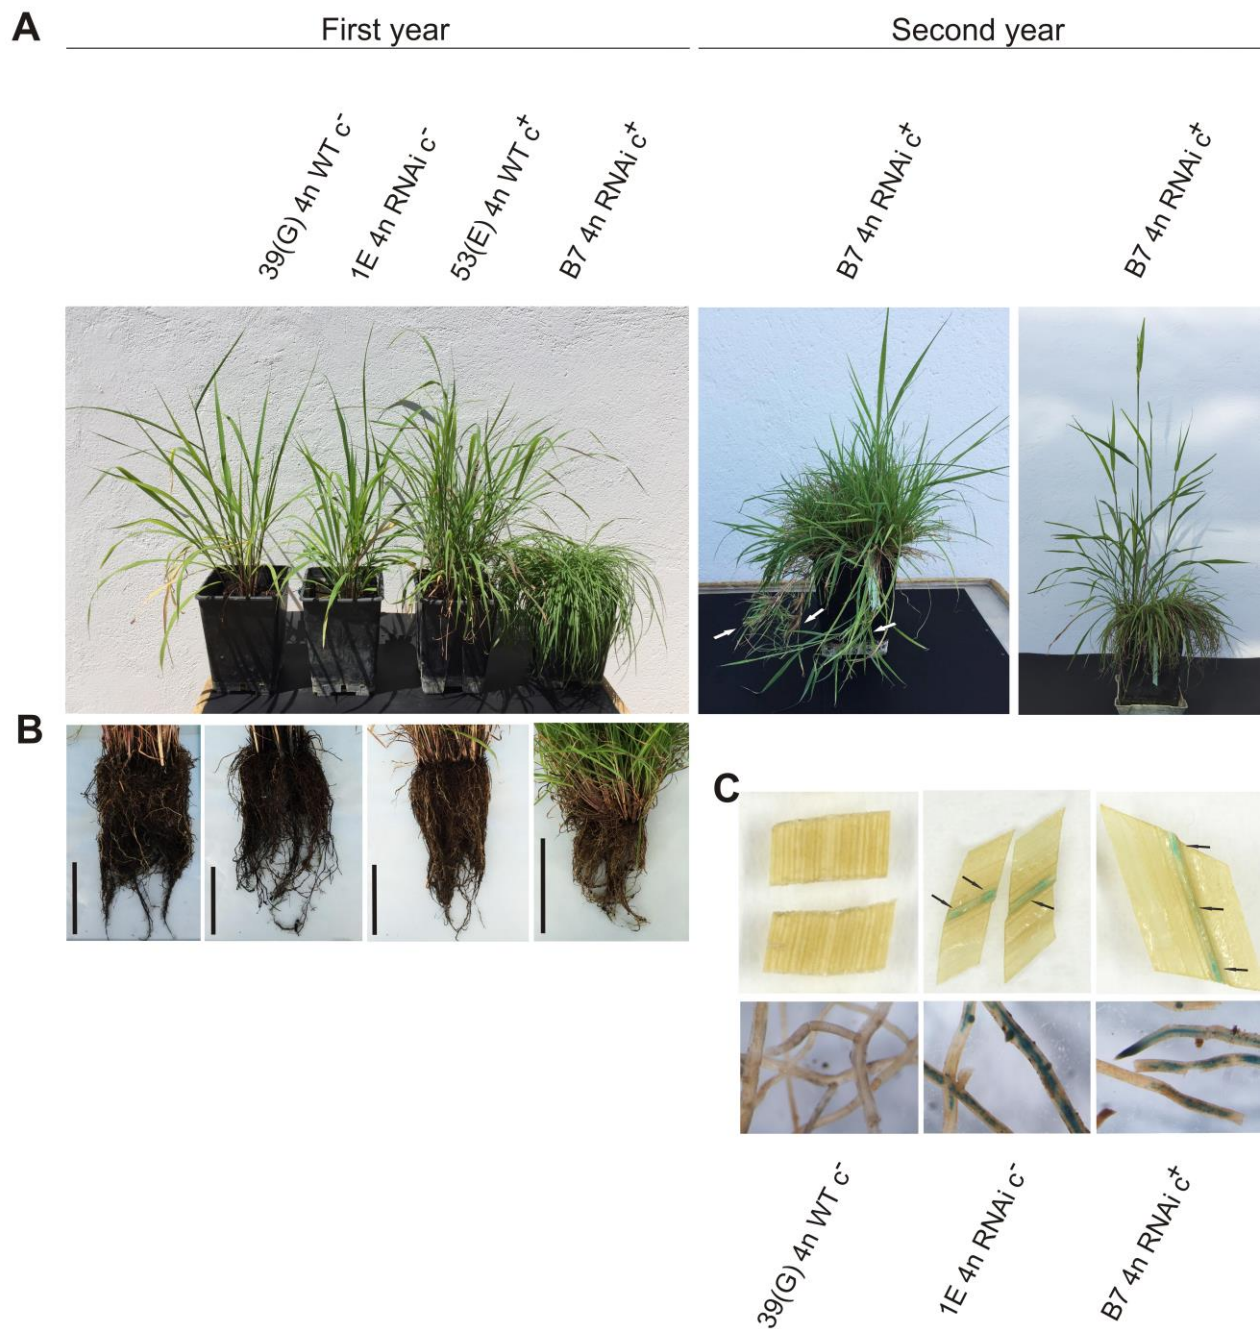 A
First year
Second year
39(G) 4n WT c⁻
1E 4n RNAi c⁻
53(E) 4n WT c⁺
B7 4n RNAi c⁺
B7 4n RNAi c⁺
B7 4n RNAi c⁺
B
C
39(G) 4n WT c⁻
1E 4n RNAi c⁻
B7 4n RNAi c⁺